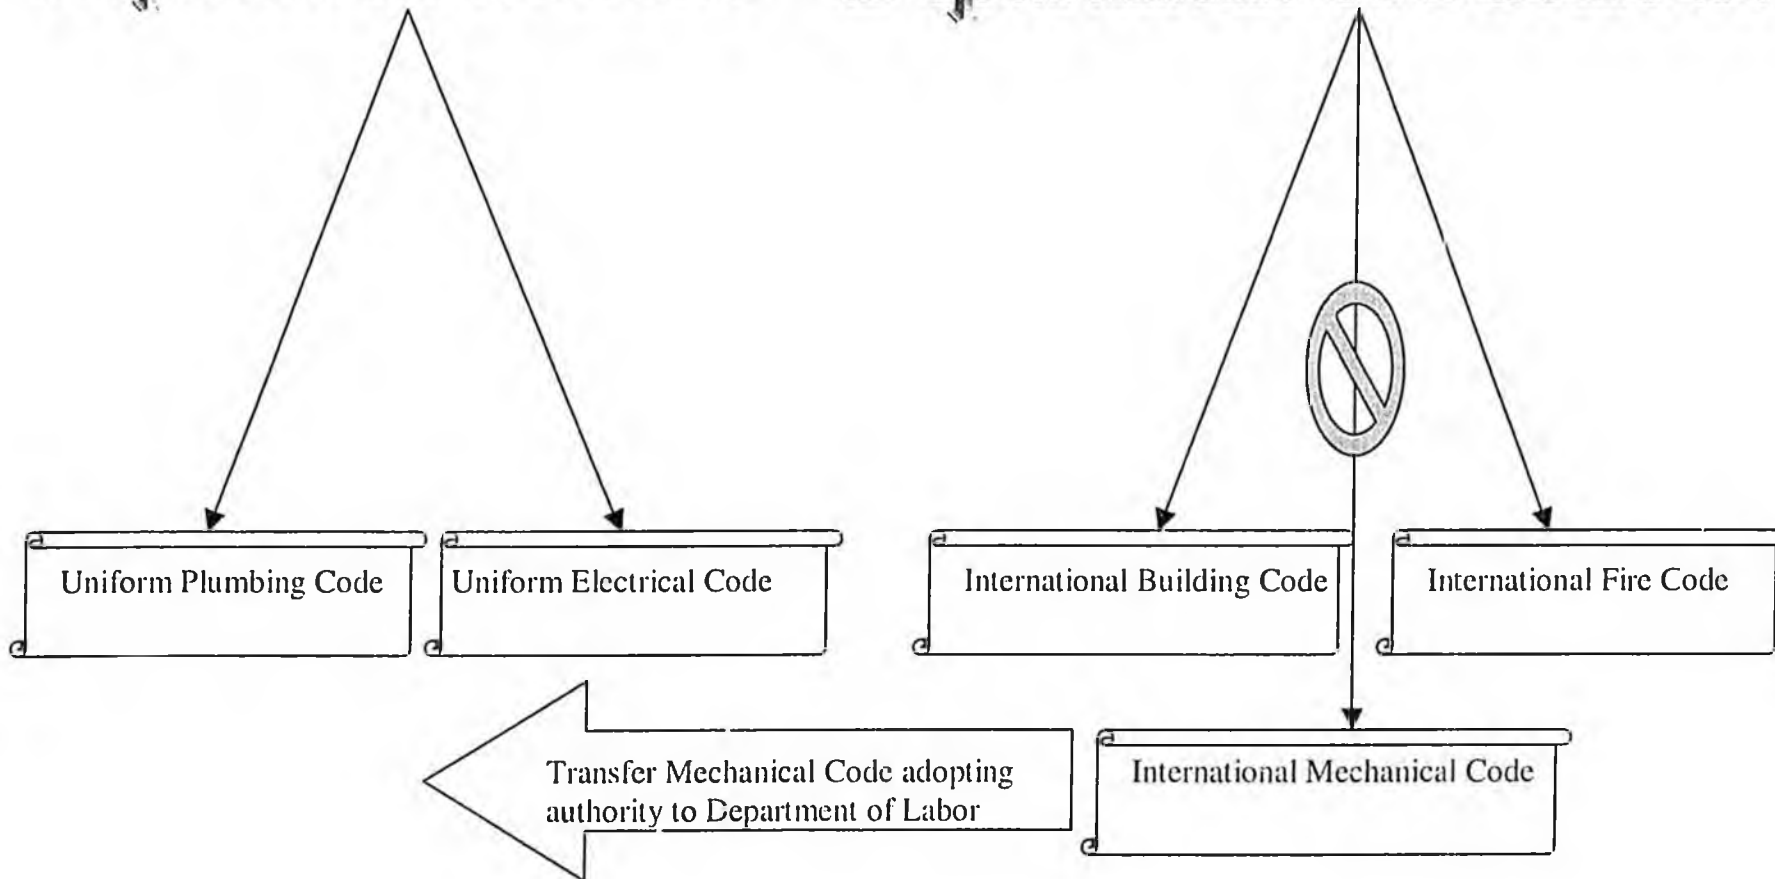 Uniform Plumbing Code
Uniform Electrical Code
International Building Code
International Fire Code
Transfer Mechanical Code adopting
authority to Department of Labor
International Mechanical Code